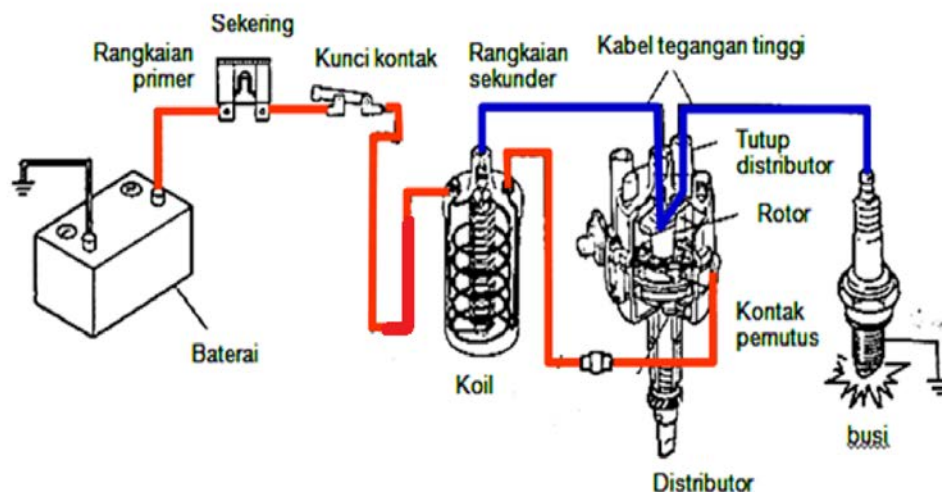 Sekering
Rangkaian
primer
Kunci kontak
Rangkaian
sekunder
Kabel tegangan tinggi
Tutup
distributor
Rotor
Kontak
pemutus
Baterai
Koil
busi
Distributor